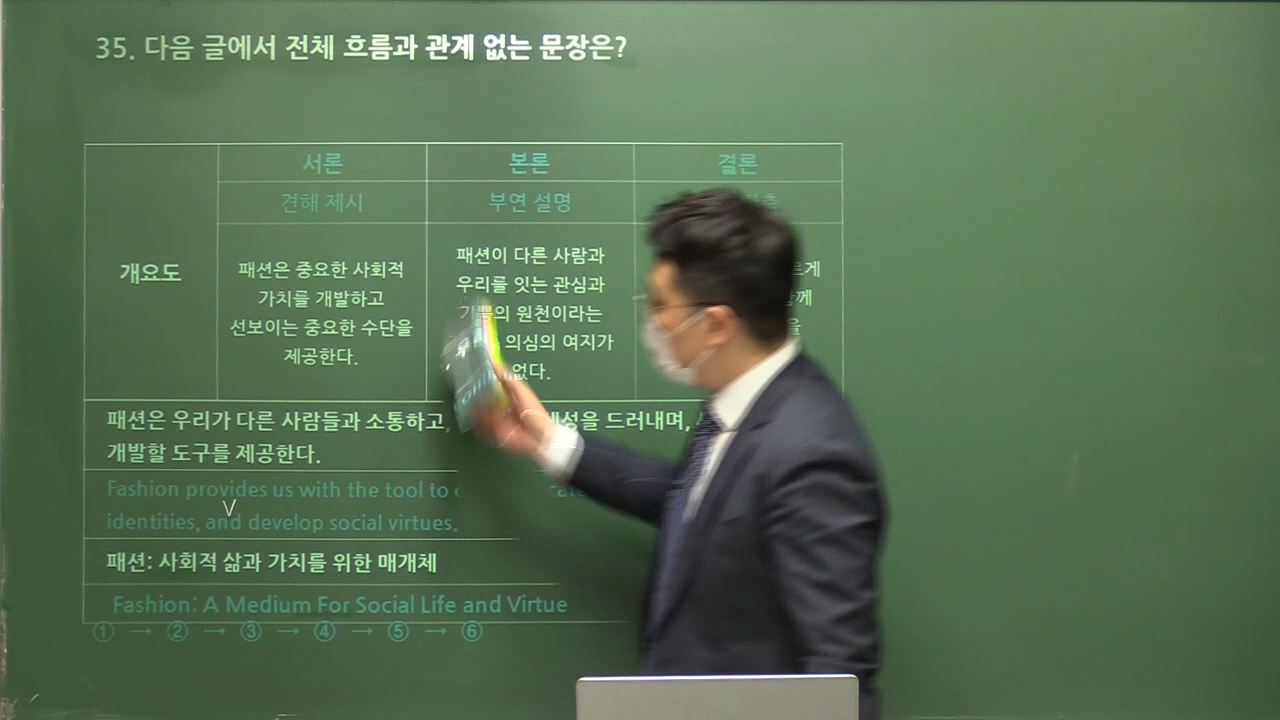 35. 다음 글에서 전체 흐름과 관계 없는 문장은?
서론
본론
결론
견해 제시
부연 설명
개요도
패션은 중요한 사회적
가치를 개발하고
선보이는 중요한 수단을
제공한다.
패션이 다른 사람과
우리를 잇는 관심과
기쁨의 원천이라는
의심의 여지가
없다.
패션은 우리가 다른 사람들과 소통하고, 드러내며,
개발할 도구를 제공한다.
Fashion provides us with the tool to
identities, and develop social virtues.
V
패션: 사회적 삶과 가치를 위한 매개체
Fashion: A Medium For Social Life and Virtue
① → ② → ③ → ④ → ⑤ → ⑥